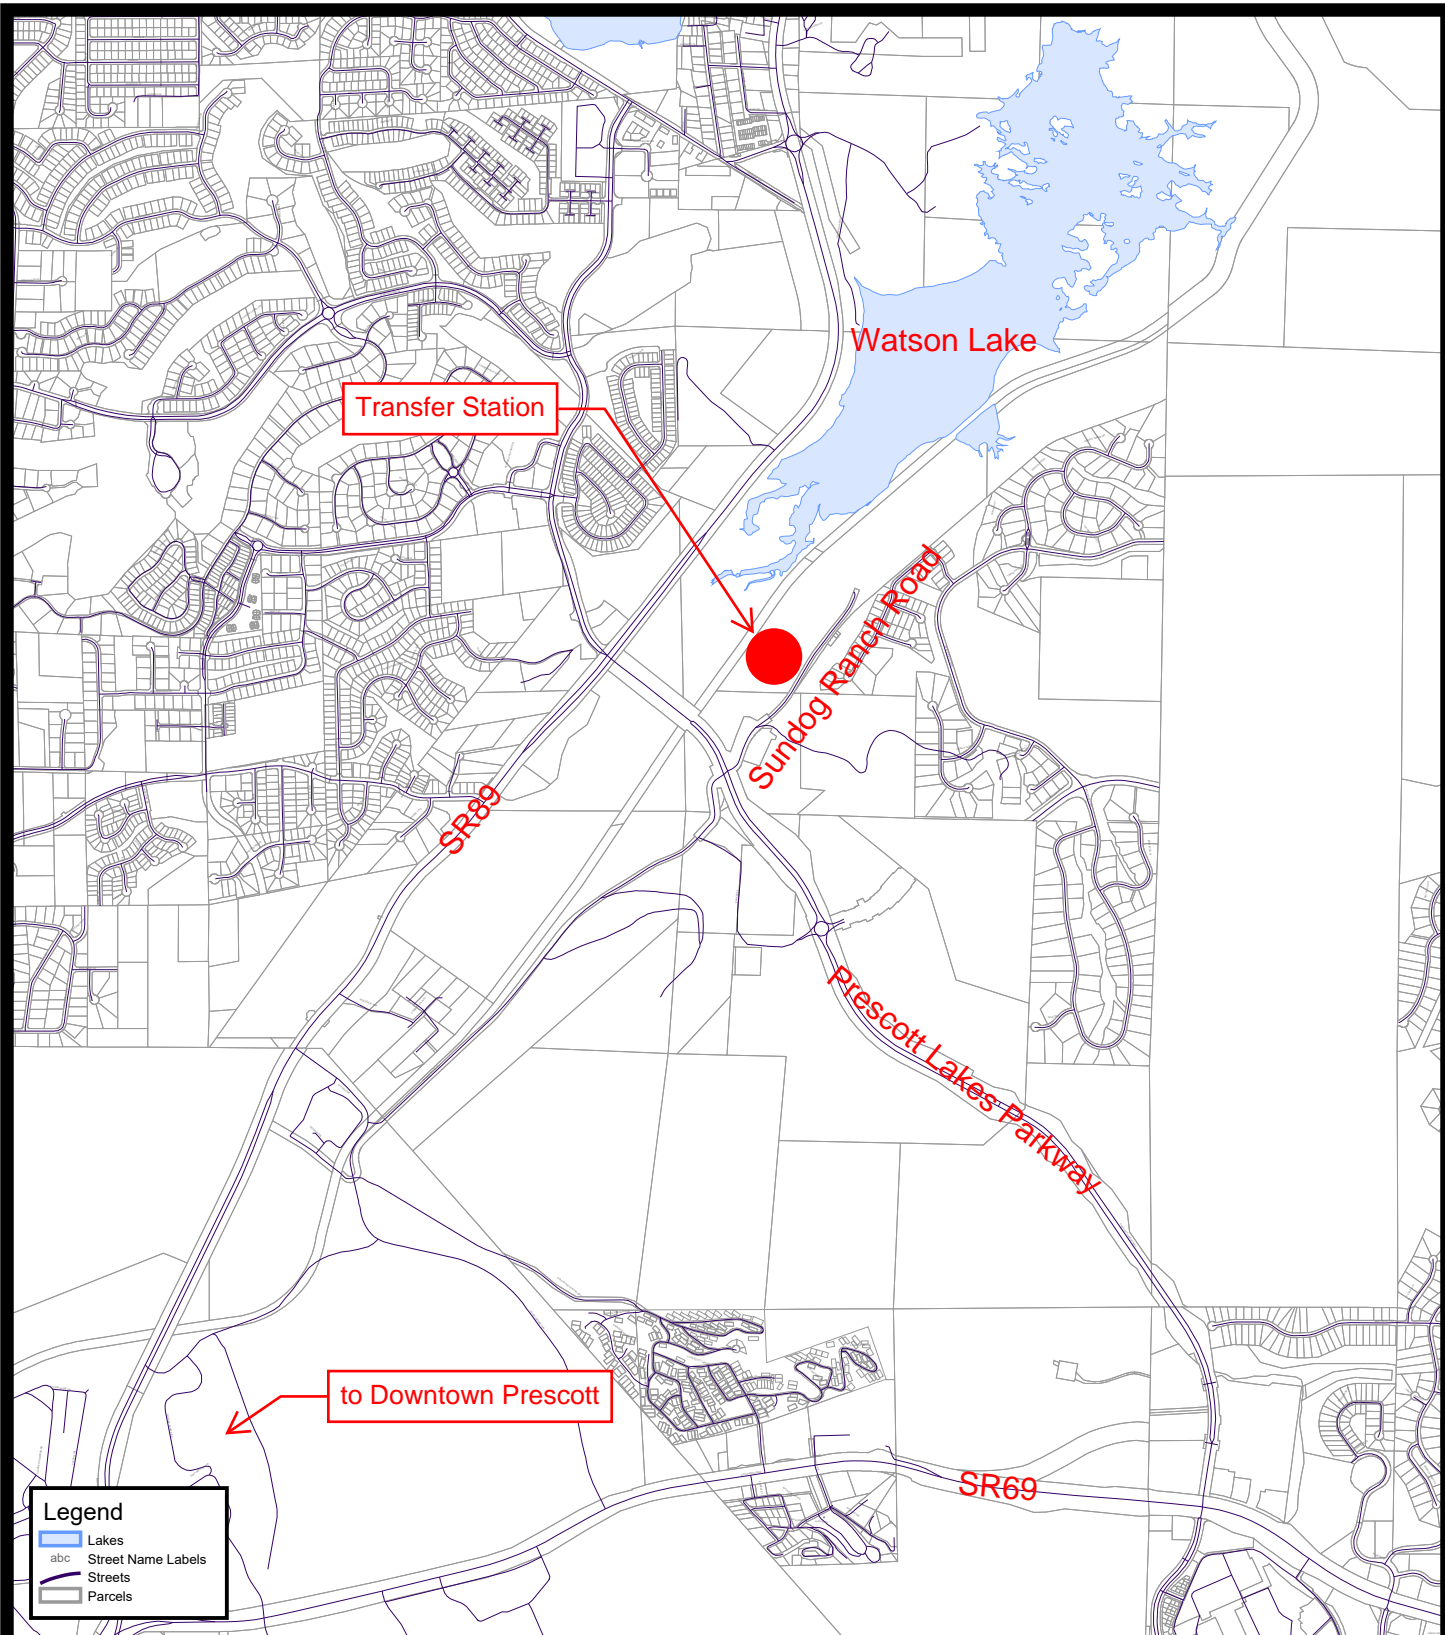 Watson Lake
Transfer Station
Sundog Ranch Road
SR89
Prescott Lakes Parkway
to Downtown Prescott
SR69
Legend
Lakes
abc Street Name Labels
Streets
Parcels